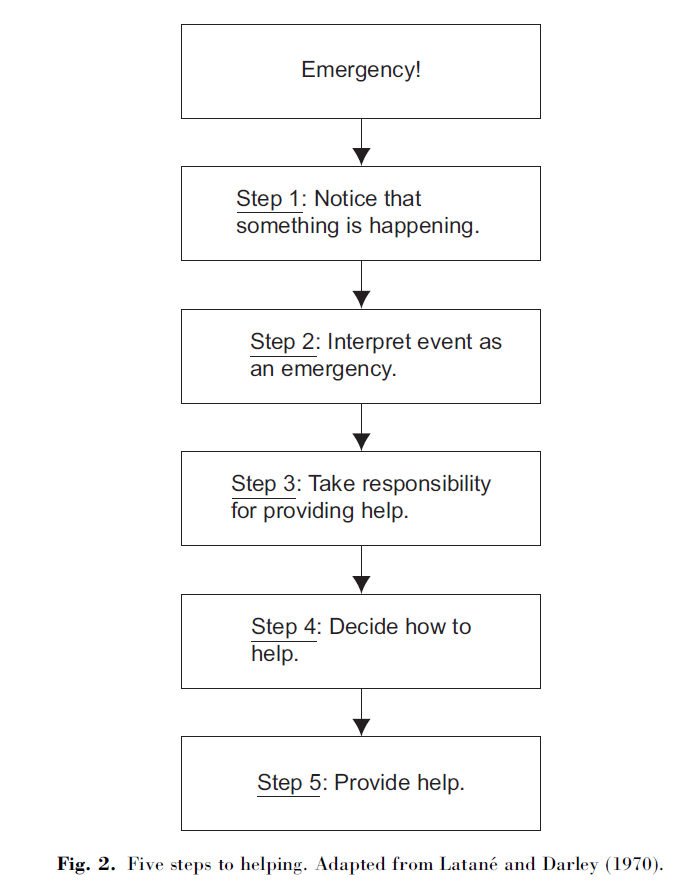 Emergency!
Step 1: Notice that
something is happening.
Step 2: Interpret event as
an emergency.
Step 3: Take responsibility
for providing help.
Step 4: Decide how to
help.
Step 5: Provide help.
Fig. 2. Five steps to helping. Adapted from Latané and Darley (1970).